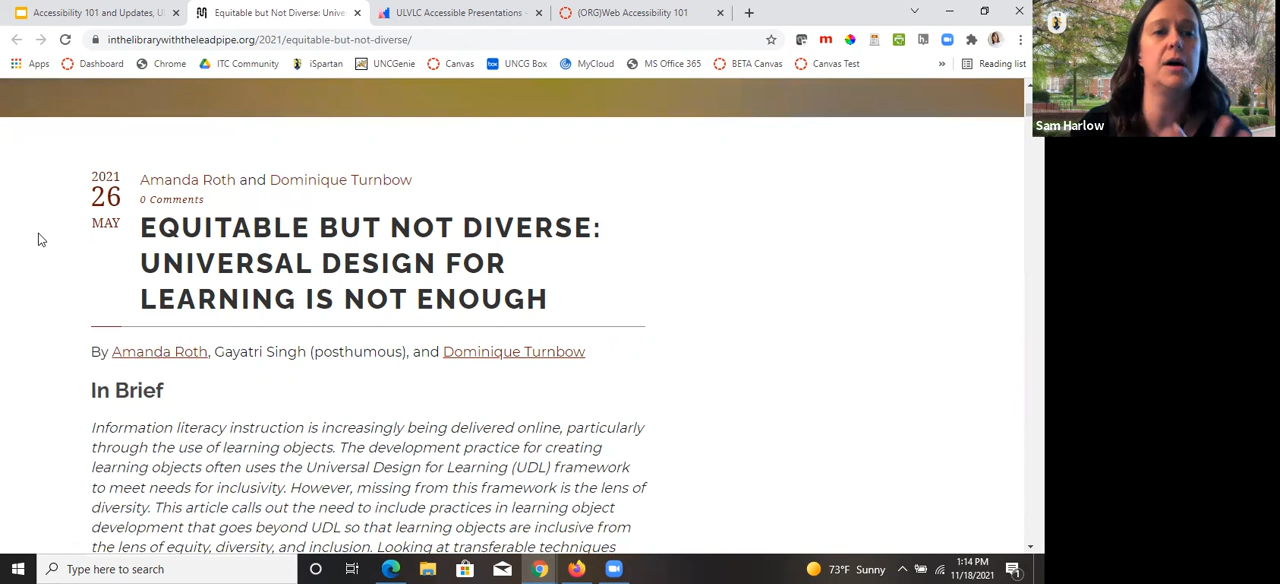 Accessibility 101 and Updates, U
Equitable but Not Diverse: Unive
ULVLC Accessible Presentations -
(ORG)Web Accessibility 101
inthelibrarywiththeleadpipe.org/2021/equitable-but-not-diverse/
Apps
Dashboard
Chrome
ITC Community
iSpartan
UNCGenie
Canvas
UNCG Box
MyCloud
MS Office 365
BETA Canvas
Canvas Test
»
Reading list
Sam Harlow
2021
26
MAY
Amanda Roth and Dominique Turnbow
0 Comments
EQUITABLE BUT NOT DIVERSE:
UNIVERSAL DESIGN FOR
LEARNING IS NOT ENOUGH
By Amanda Roth, Gayatri Singh (posthumous), and Dominique Turnbow
In Brief
Information literacy instruction is increasingly being delivered online, particularly
through the use of learning objects. The development practice for creating
learning objects often uses the Universal Design for Learning (UDL) framework
to meet needs for inclusivity. However, missing from this framework is the lens of
diversity. This article calls out the need to include practices in learning object
development that goes beyond UDL so that learning objects are inclusive from
the lens of equity, diversity, and inclusion. Looking at transferable techniques
Type here to search
73°F Sunny
1:14 PM
11/18/2021